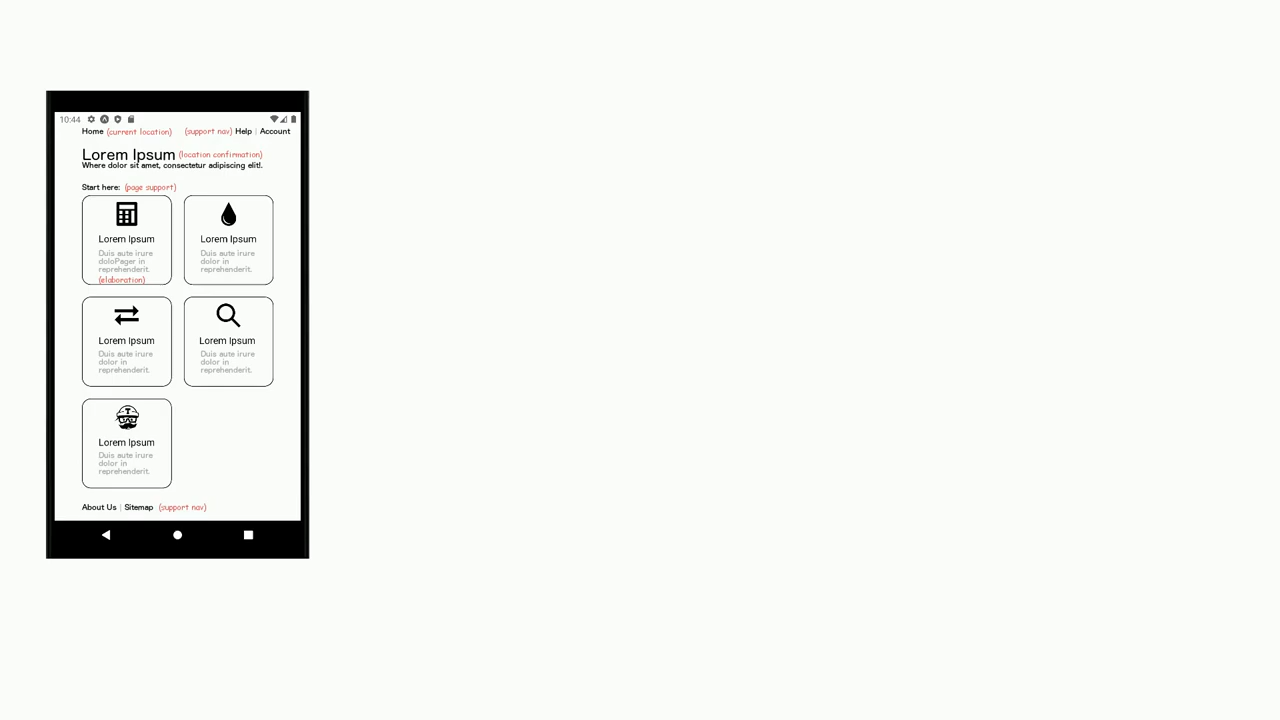 10:44
Home (current location) (support nav) Help | Account
Lorem Ipsum (location confirmation)
Where dolor sit amet, consectetur adipiscing elitl.
Start here: (page support)
Lorem Ipsum
Duis aute irure
doloPager in
reprehenderit.
(elaboration)
Lorem Ipsum
Duis aute irure
dolor in
reprehenderit.
Lorem Ipsum
Duis aute irure
dolor in
reprehenderit.
Lorem Ipsum
Duis aute irure
dolor in
reprehenderit.
Lorem Ipsum
Duis aute irure
dolor in
reprehenderit.
About Us | Sitemap (support nav)